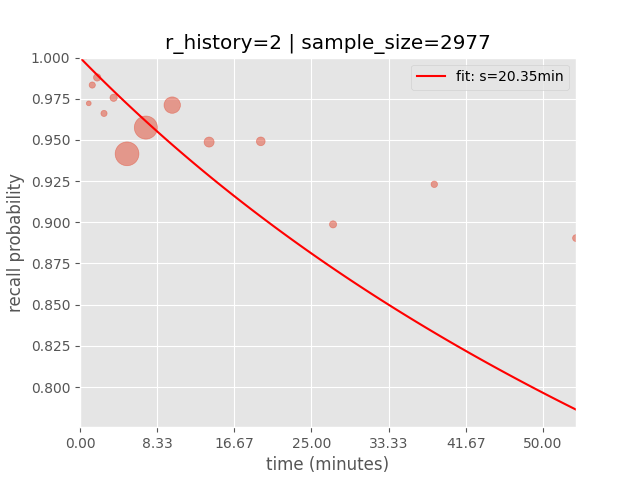 r_history=2 | sample_size=2977
fit: s=20.35min
recall probability
1.000
0.975
0.950
0.925
0.900
0.875
0.850
0.825
0.800
0.00 8.33 16.67 25.00 33.33 41.67 50.00
time (minutes)